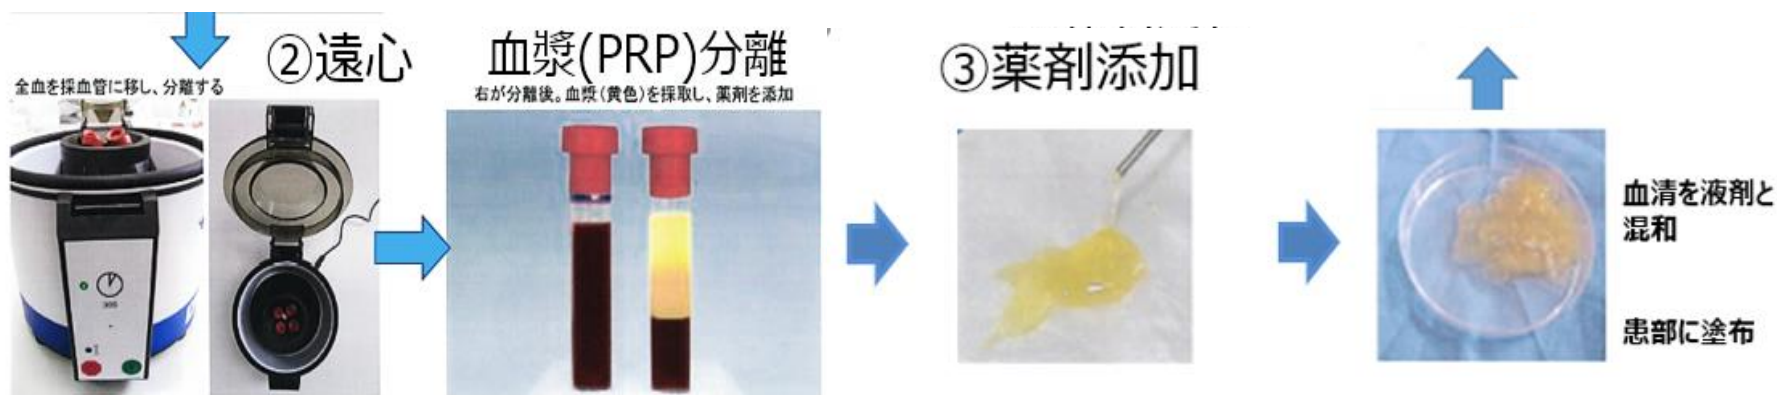 ②遠心
全血を採血管に移し、分離する
血漿(PRP)分離
右が分離後。血漿(黄色)を採取し、薬剤を添加
③薬剤添加
血清を液剤と
混和
患部に塗布